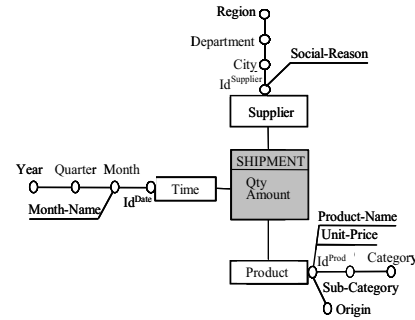 Region
Department
Social-Reason
City
IdSupplier
Supplier
Year Quarter Month
SHIPMENT
Qty
Amount
Time
IdDate
Month-Name
Product-Name
Unit-Price
IdProd
Category
Product
Sub-Category
Origin